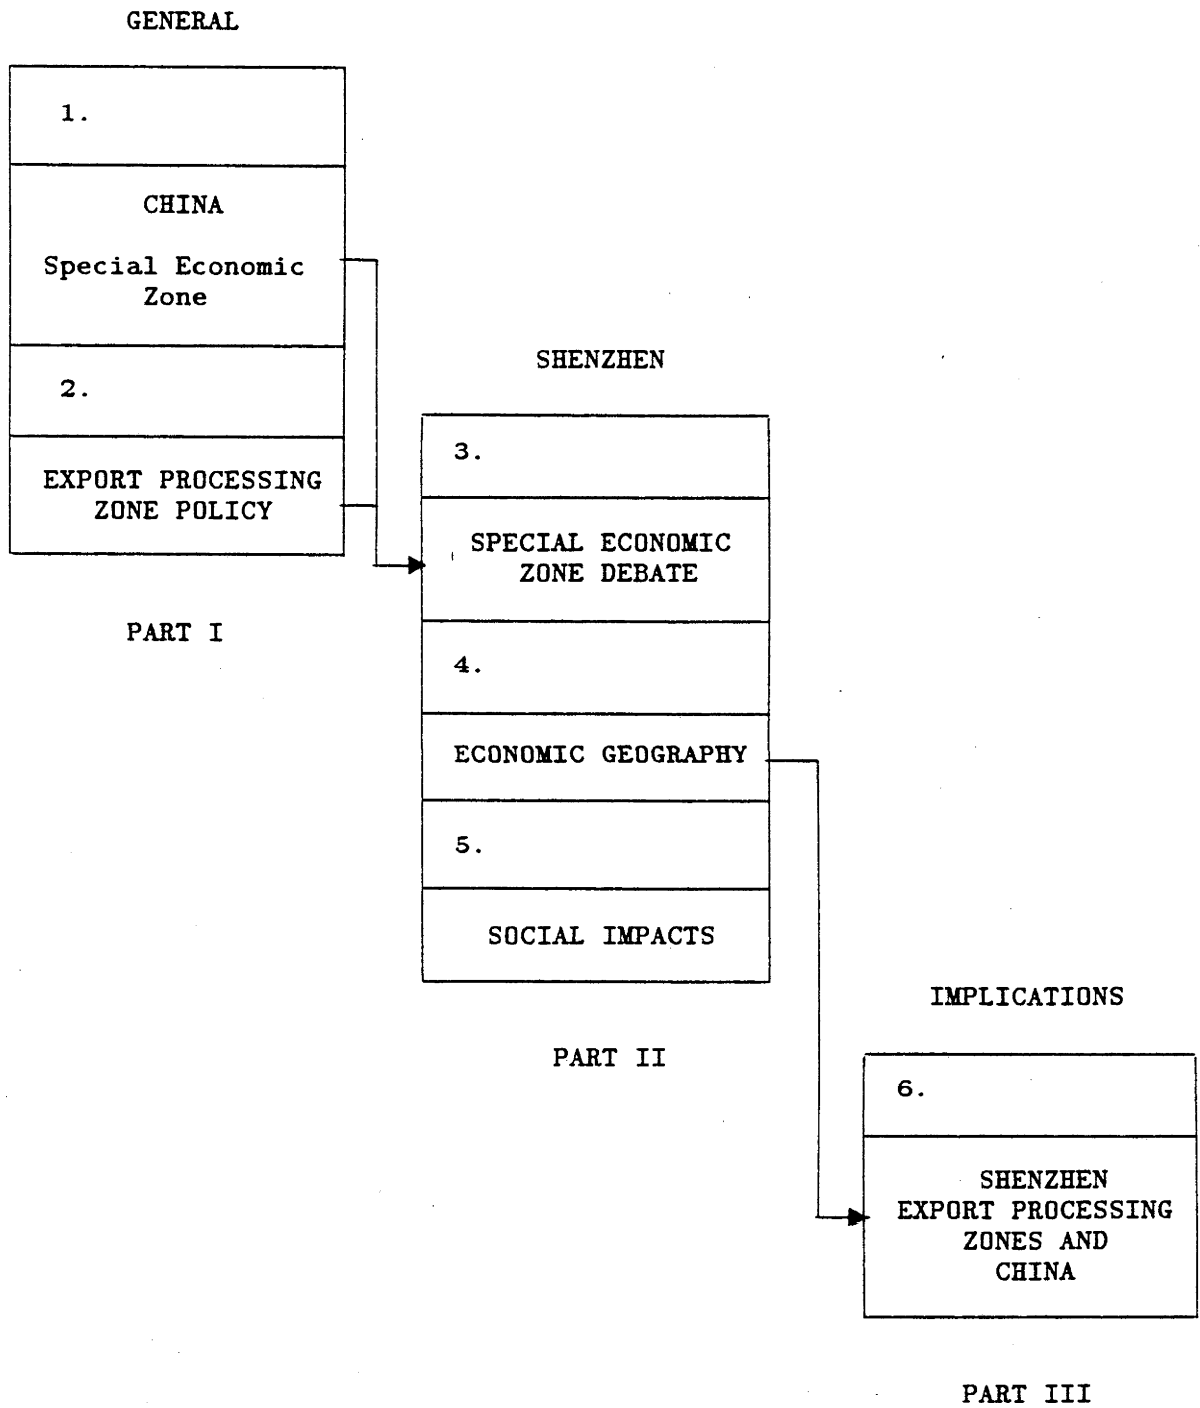 GENERAL
1.
CHINA
Special Economic
Zone
2.
EXPORT PROCESSING
ZONE POLICY
PART I
SHENZHEN
3.
SPECIAL ECONOMIC
ZONE DEBATE
4.
ECONOMIC GEOGRAPHY
5.
SOCIAL IMPACTS
PART II
IMPLICATIONS
6.
SHENZHEN
EXPORT PROCESSING
ZONES AND
CHINA
PART III